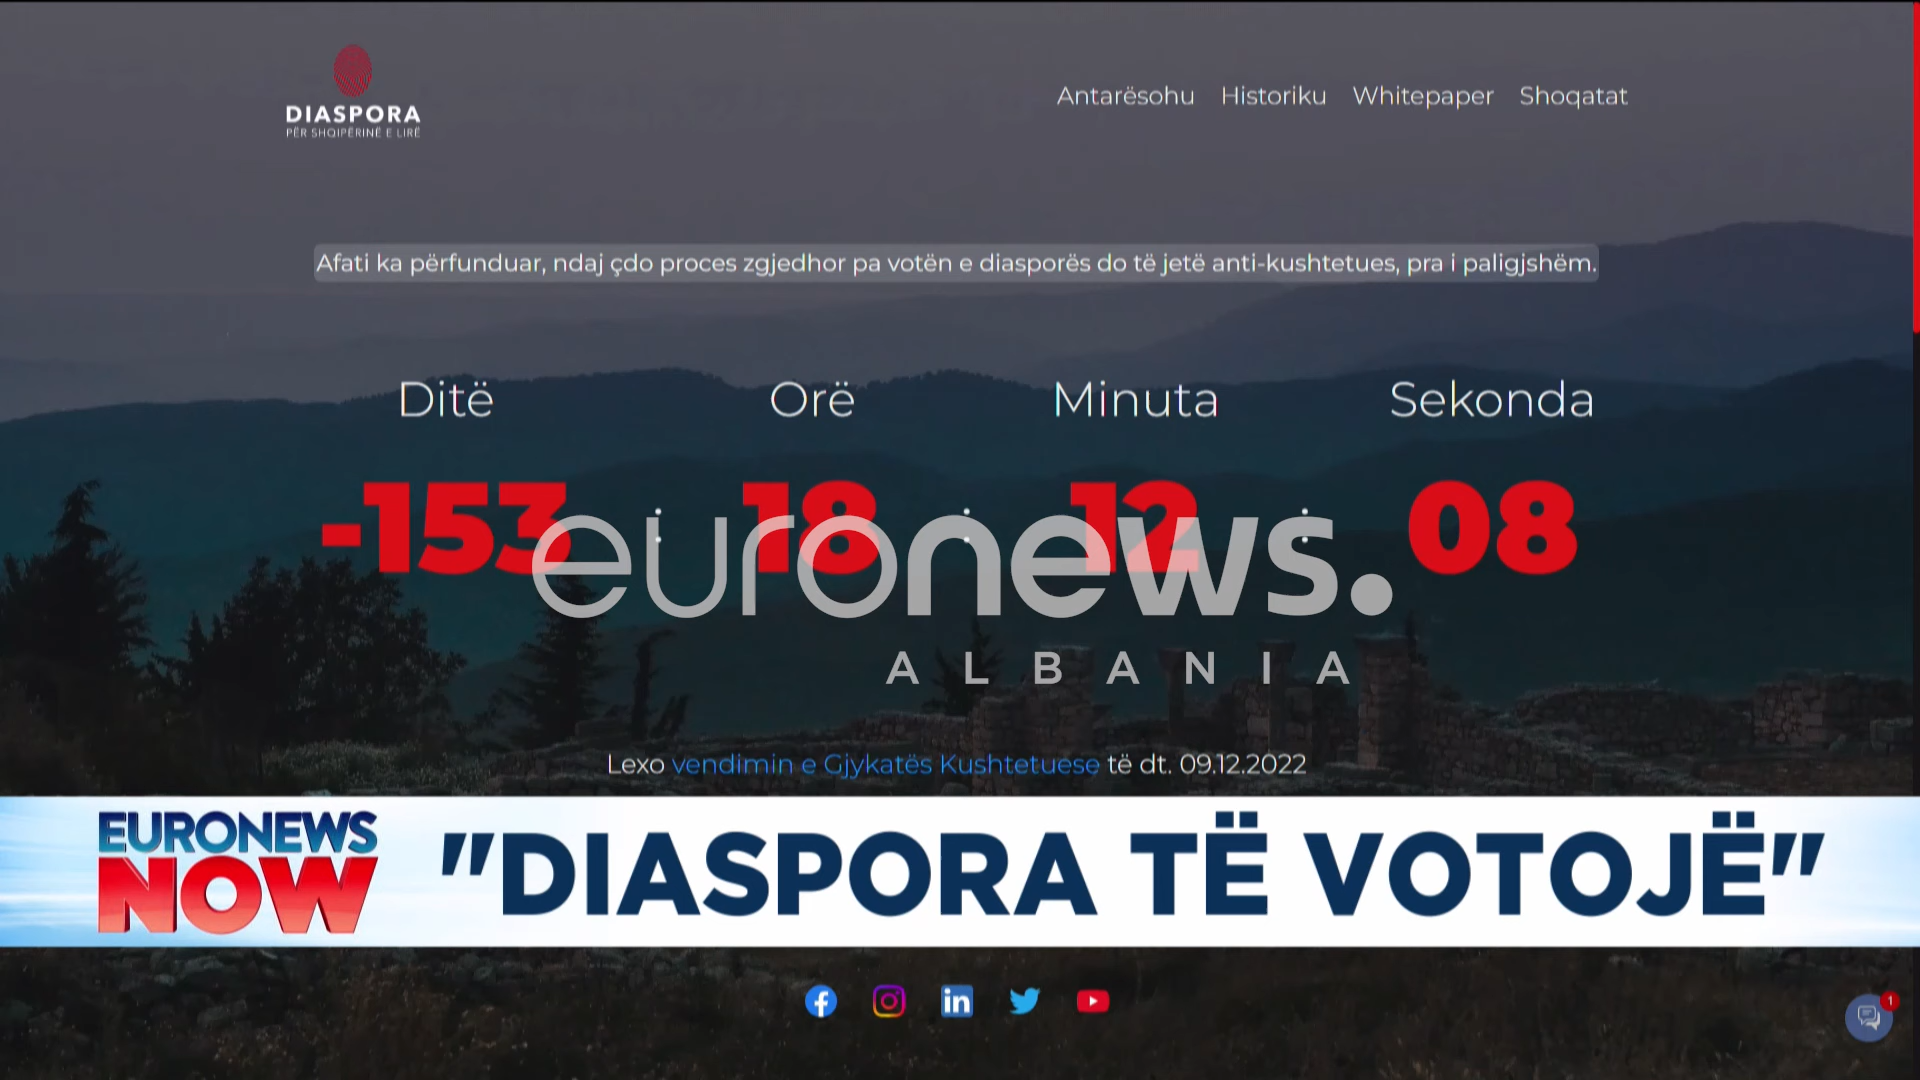 DIASPORA
PËR SHQIPËRINË E LIRË
Antarësohu Historiku Whitepaper Shoqatat
Afati ka përfunduar, ndaj çdo proces zgjedhor pa votën e diasporës do të jetë anti-kushtetues, pra i paligjshëm.
Ditë Orë Minuta Sekonda
-153 : 18 : 12 : 08
euronews.
ALBANIA
Lexo vendimin e Gjykatës Kushtetuese të dt. 09.12.2022
EURONEWS
NOW
"DIASPORA TË VOTOJË"
1